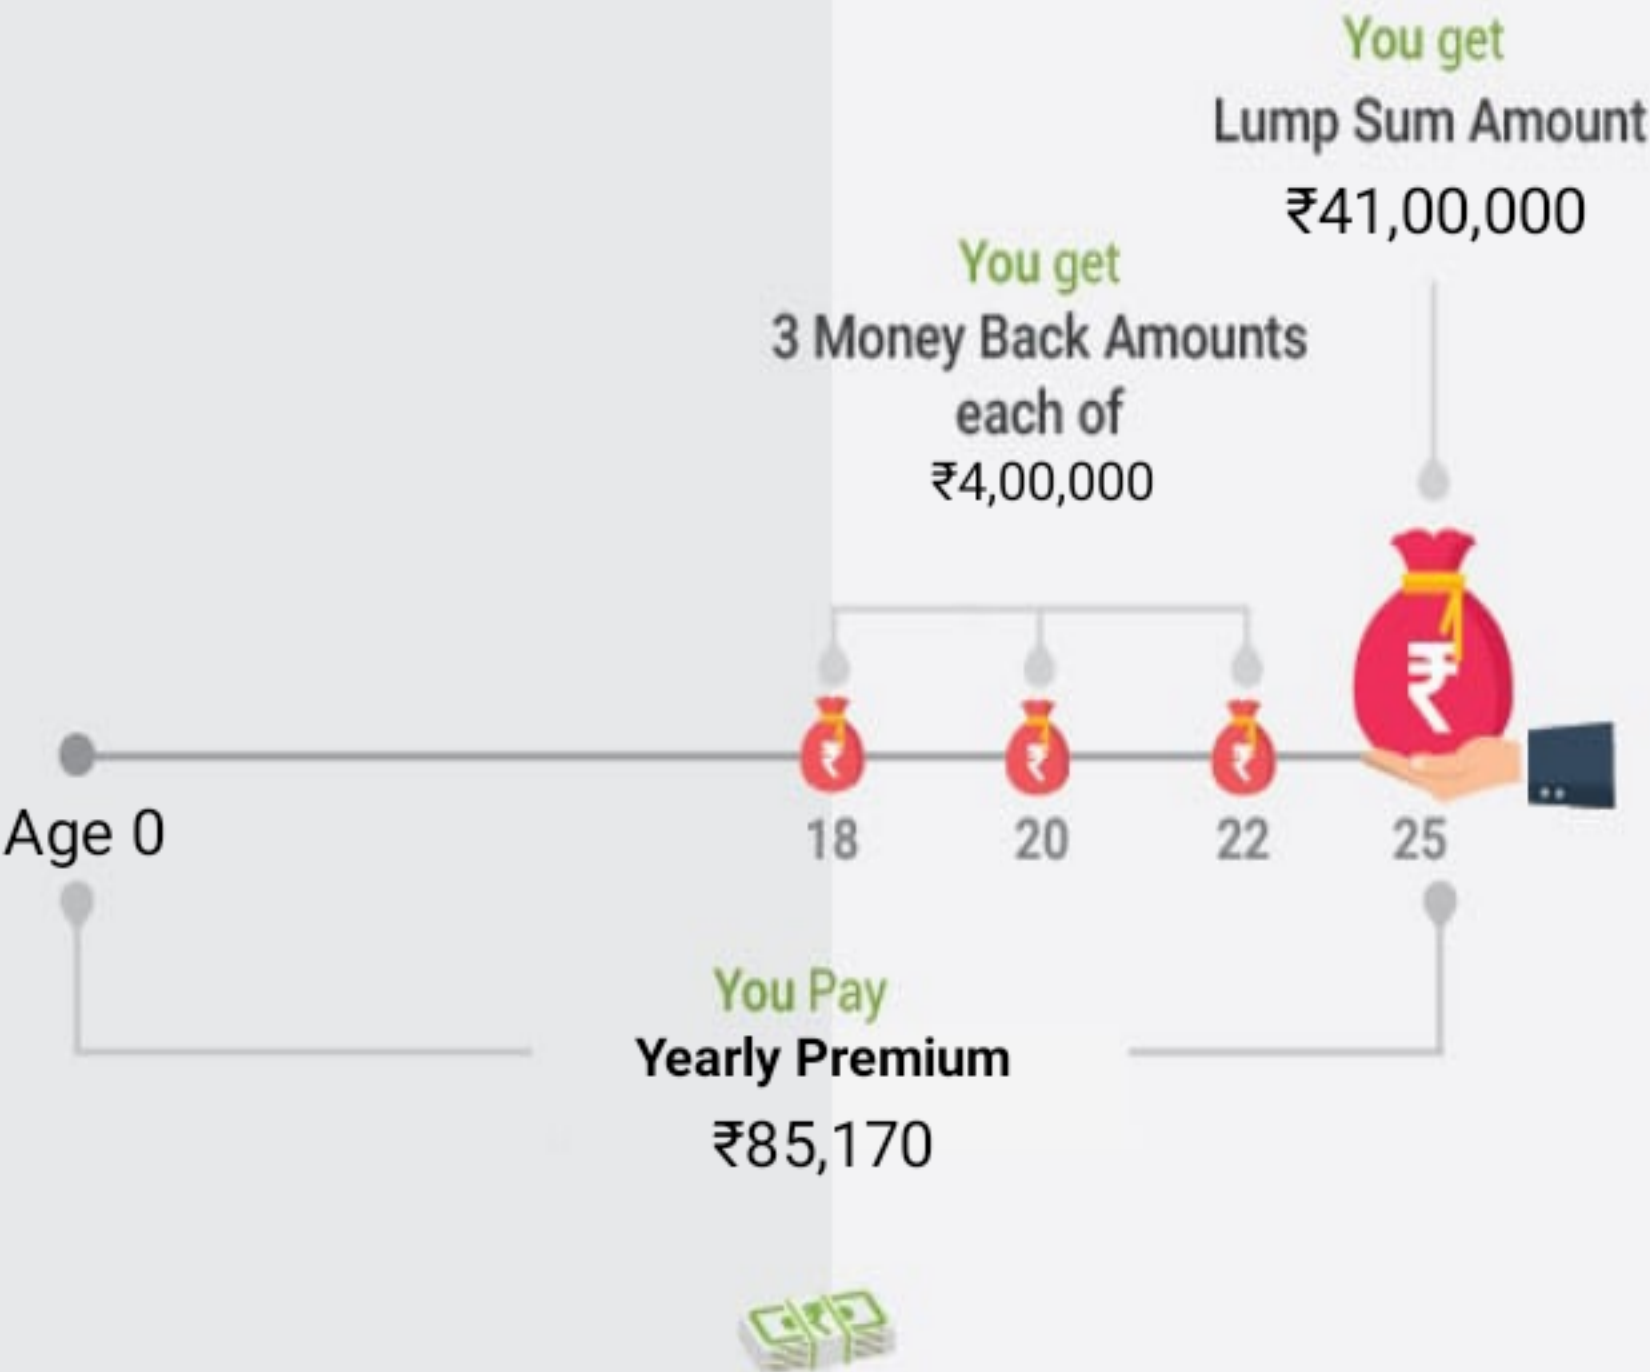 You get
Lump Sum Amount
₹41,00,000
You get
3 Money Back Amounts
each of
₹4,00,000
₹
₹
₹
₹
Age 0
18
20
22
25
You Pay
Yearly Premium
₹85,170
₹